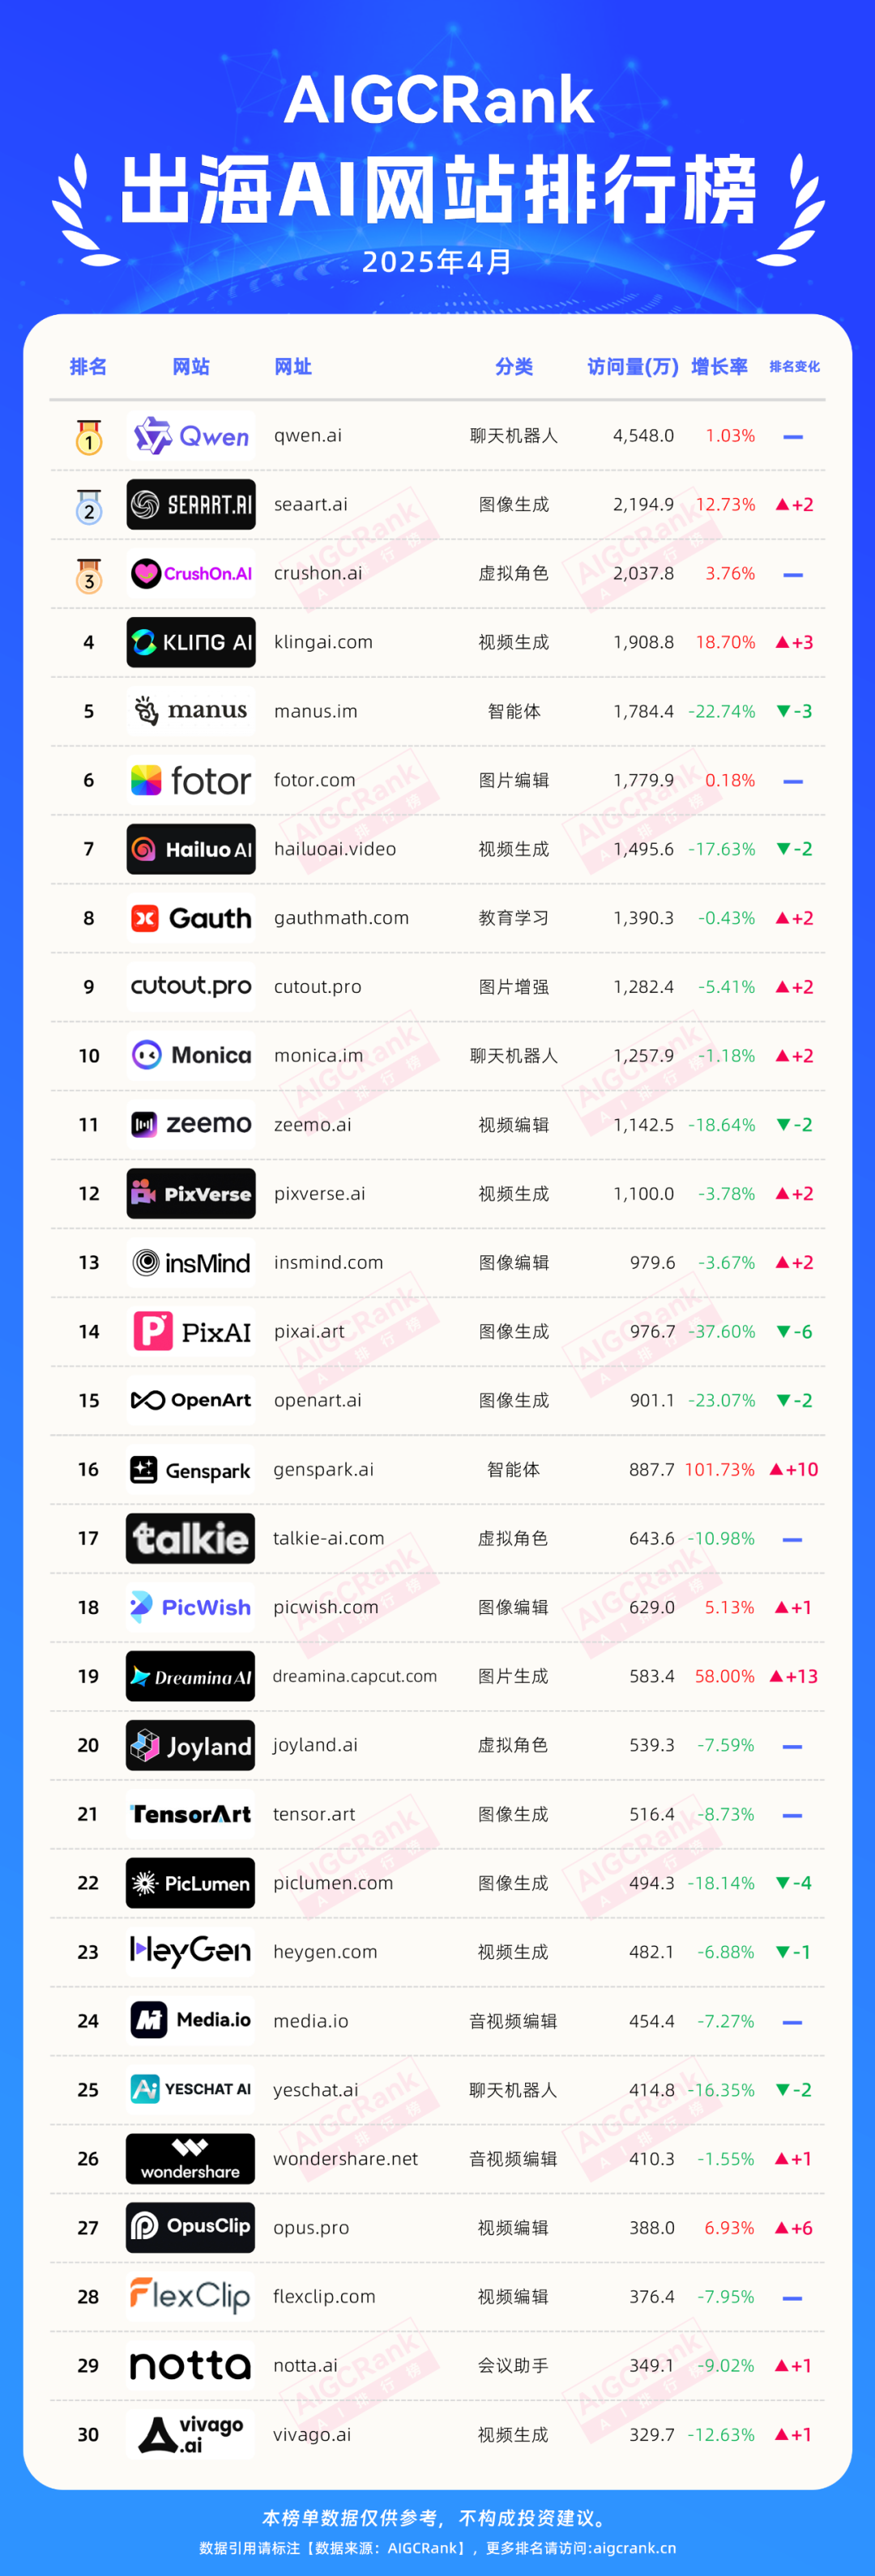 AIGCRank
出海AI网站排行榜
2025年4月
排名 网站 网址 分类 访问量(万) 增长率 排名变化
1 Qwen qwen.ai 聊天机器人 4,548.0 1.03% —
2 SEAART.AI seaart.ai 图像生成 2,194.9 12.73% ▲+2
3 CrushOn.AI crushon.ai 虚拟角色 2,037.8 3.76% —
4 KLING AI klingai.com 视频生成 1,908.8 18.70% ▲+3
5 manus manus.im 智能体 1,784.4 -22.74% ▼-3
6 fotor fotor.com 图片编辑 1,779.9 0.18% —
7 Hailuo AI hailuoai.video 视频生成 1,495.6 -17.63% ▼-2
8 Gauth gauthmath.com 教育学习 1,390.3 -0.43% ▲+2
9 cutout.pro cutout.pro 图片增强 1,282.4 -5.41% ▲+2
10 Monica monica.im 聊天机器人 1,257.9 -1.18% ▲+2
11 zeemo zeemo.ai 视频编辑 1,142.5 -18.64% ▼-2
12 PixVerse pixverse.ai 视频生成 1,100.0 -3.78% ▲+2
13 insMind insmind.com 图像编辑 979.6 -3.67% ▲+2
14 PixAI pixai.art 图像生成 976.7 -37.60% ▼-6
15 OpenArt openart.ai 图像生成 901.1 -23.07% ▼-2
16 Genspark genspark.ai 智能体 887.7 101.73% ▲+10
17 talkie talkie-ai.com 虚拟角色 643.6 -10.98% —
18 PicWish picwish.com 图像编辑 629.0 5.13% ▲+1
19 Dreamina AI dreamina.capcut.com 图片生成 583.4 58.00% ▲+13
20 Joyland joyland.ai 虚拟角色 539.3 -7.59% —
21 TensorArt tensor.art 图像生成 516.4 -8.73% —
22 PicLumen piclumen.com 图像生成 494.3 -18.14% ▼-4
23 HeyGen heygen.com 视频生成 482.1 -6.88% ▼-1
24 Media.io media.io 音视频编辑 454.4 -7.27% —
25 Ai YESCHAT AI yeschat.ai 聊天机器人 414.8 -16.35% ▼-2
26 wondershare wondershare.net 音视频编辑 410.3 -1.55% ▲+1
27 OpusClip opus.pro 视频编辑 388.0 6.93% ▲+6
28 FlexClip flexclip.com 视频编辑 376.4 -7.95% —
29 notta notta.ai 会议助手 349.1 -9.02% ▲+1
30 vivago.ai vivago.ai 视频生成 329.7 -12.63% ▲+1
本榜单数据仅供参考，不构成投资建议。
数据引用请标注【数据来源：AIGCRank】，更多排名请访问:aigcrank.cn